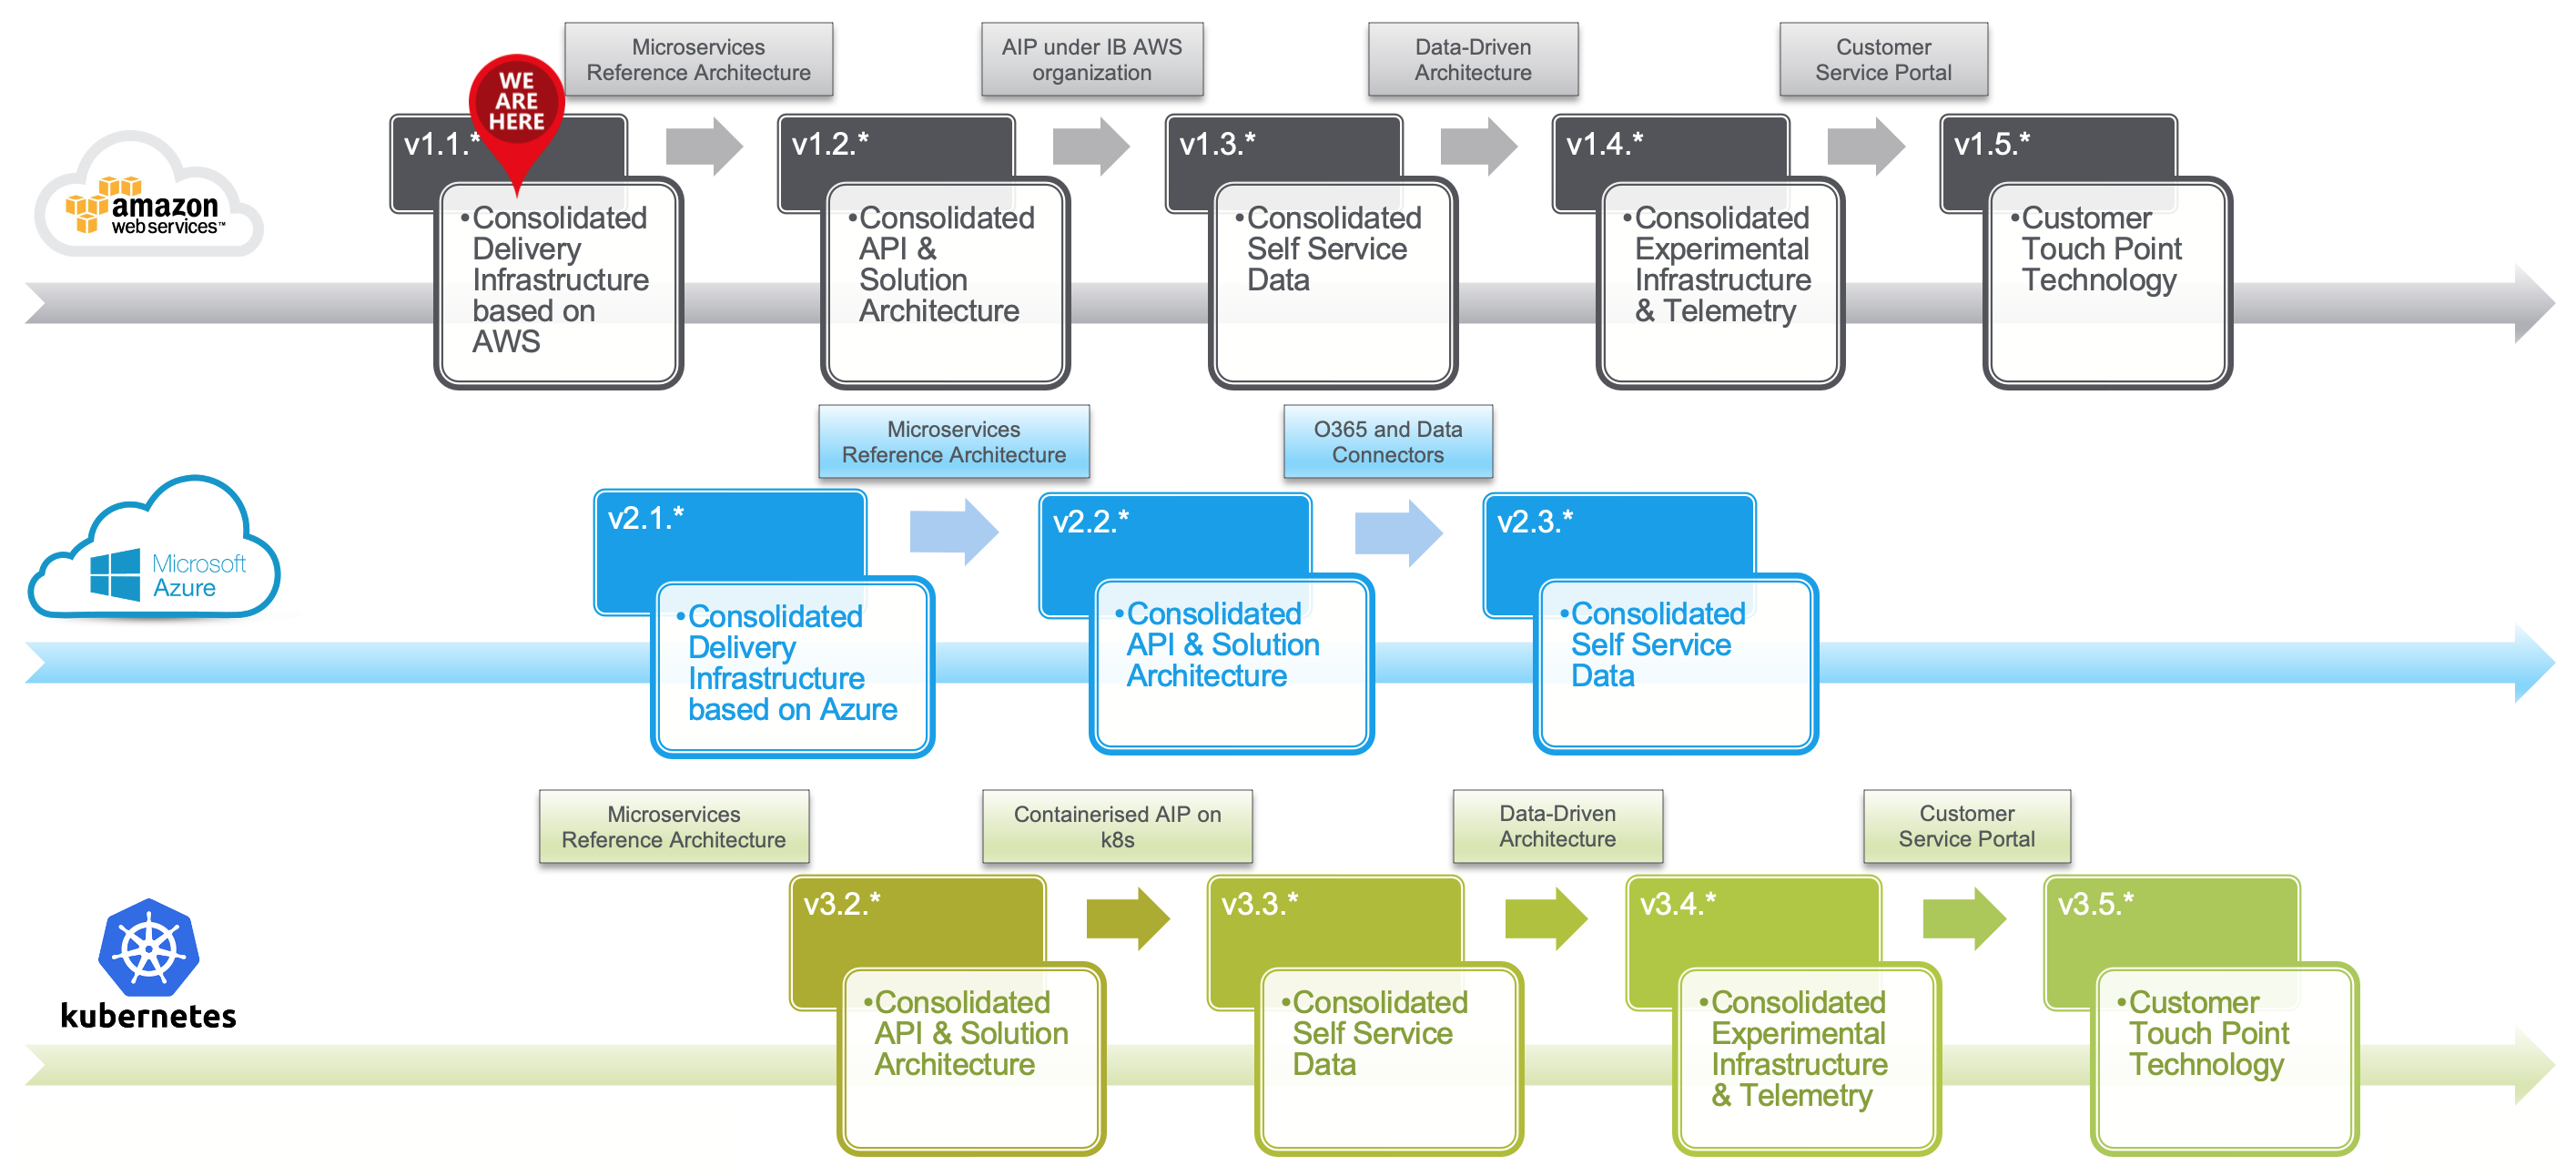 Microservices
Reference Architecture
AIP under IB AWS
organization
Data-Driven
Architecture
Customer
Service Portal
WE
ARE
HERE
v1.1.*
v1.2.*
v1.3.*
v1.4.*
v1.5.*
amazon
web services™
•Consolidated
Delivery
Infrastructure
based on
AWS
•Consolidated
API &
Solution
Architecture
•Consolidated
Self Service
Data
•Consolidated
Experimental
Infrastructure
& Telemetry
•Customer
Touch Point
Technology
Microservices
Reference Architecture
O365 and Data
Connectors
v2.1.*
v2.2.*
v2.3.*
Microsoft
Azure
•Consolidated
Delivery
Infrastructure
based on Azure
•Consolidated
API & Solution
Architecture
•Consolidated
Self Service
Data
Microservices
Reference Architecture
Containerised AIP on
k8s
Data-Driven
Architecture
Customer
Service Portal
v3.2.*
v3.3.*
v3.4.*
v3.5.*
kubernetes
•Consolidated
API & Solution
Architecture
•Consolidated
Self Service
Data
•Consolidated
Experimental
Infrastructure
& Telemetry
•Customer
Touch Point
Technology